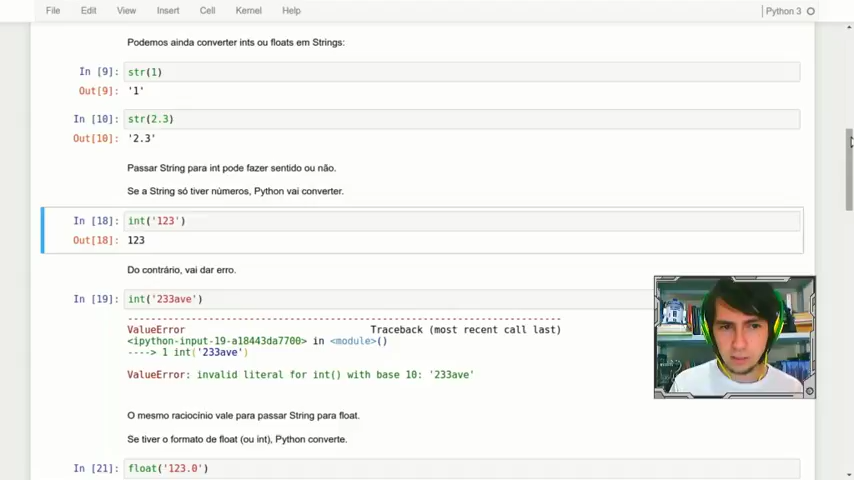 File Edit View Insert Cell Kernel Help Python 3
Podemos ainda converter ints ou floats em Strings:
In [9]: str(1)
Out[9]: '1'
In [10]: str(2.3)
Out[10]: '2.3'
Passar String para int pode fazer sentido ou não.
Se a String só tiver números, Python vai converter.
In [18]: int('123')
Out[18]: 123
Do contrário, vai dar erro.
In [19]: int('233ave')
---------------------------------------------------------------------------
ValueError Traceback (most recent call last)
<ipython-input-19-a18443da7700> in <module>()
----> 1 int('233ave')
ValueError: invalid literal for int() with base 10: '233ave'
O mesmo raciocínio vale para passar String para float.
Se tiver o formato de float (ou int), Python converte.
In [21]: float('123.0')